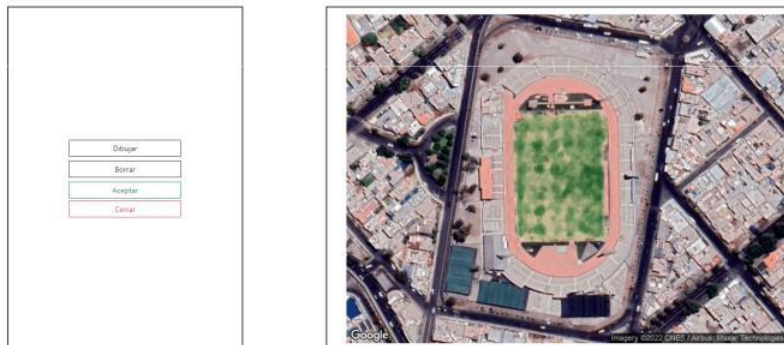 Dibujar
Borrar
Aceptar
Cerrar
Google
Imagery ©2022 CNES / Airbus, Maxar Technologies